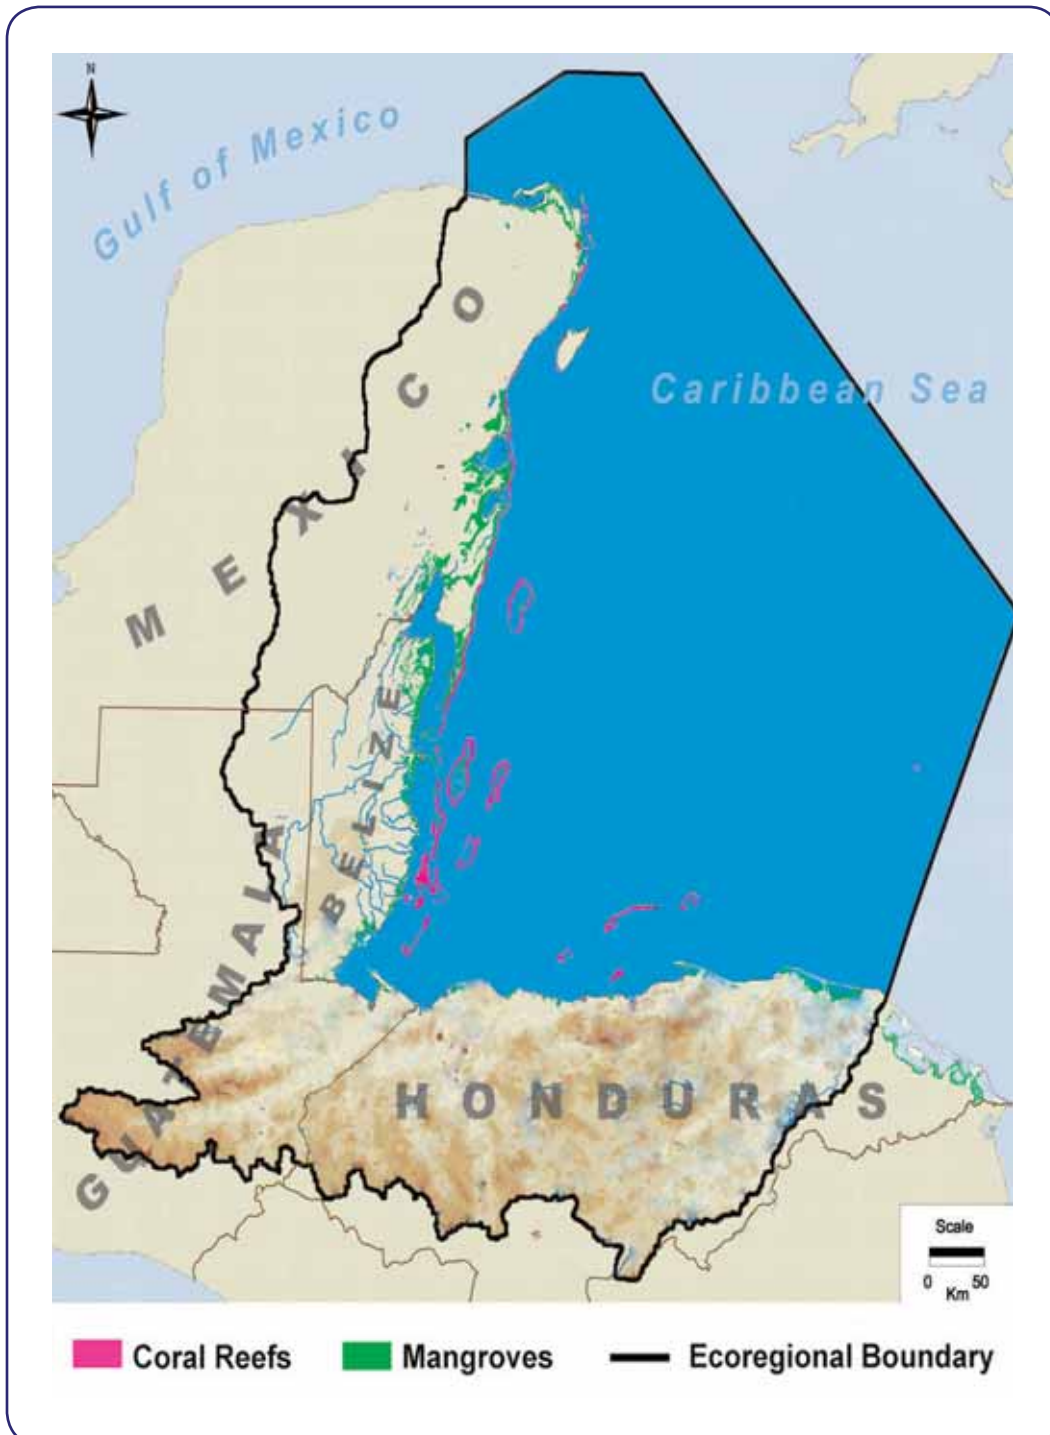 N
Gulf of Mexico
Caribbean Sea
MEXICO
BELIZE
GUATEMALA
HONDURAS
Scale
0 50
Km
Coral Reefs Mangroves Ecoregional Boundary